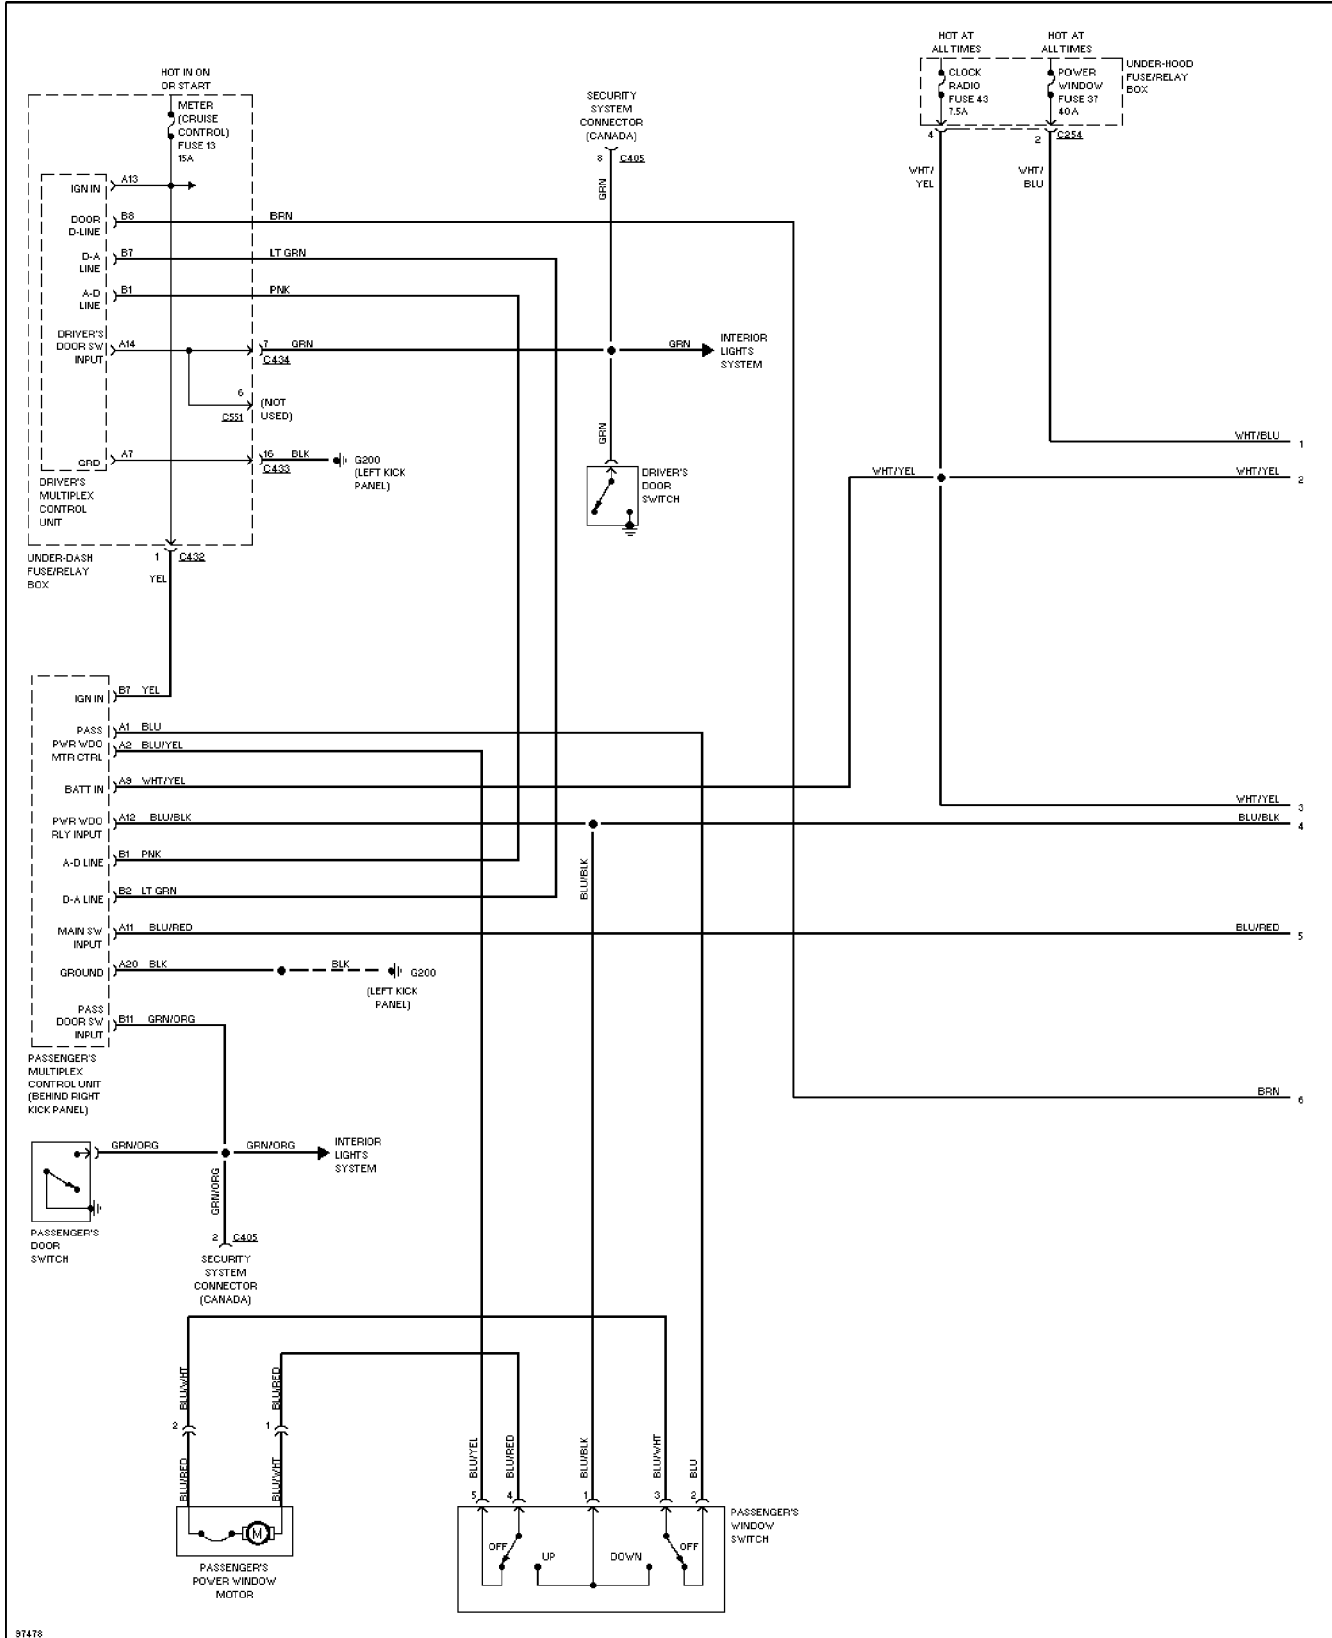 HOT AT
ALL TIMES
HOT AT
ALL TIMES
CLOCK
RADIO
FUSE 43
7.5A
POWER
WINDOW
FUSE 37
40A
UNDER-HOOD
FUSE/RELAY
BOX
4
2
C254
WHT/
YEL
WHT/
BLU
HOT IN ON
OR START
METER
(CRUISE
CONTROL)
FUSE 13
15A
SECURITY
SYSTEM
CONNECTOR
(CANADA)
8
C405
GRN
IGN IN
A13
DOOR
D-LINE
B8
BRN
D-A
LINE
B7
LT GRN
A-D
LINE
B1
PNK
DRIVER'S
DOOR SW
INPUT
A14
7
GRN
C434
GRN
INTERIOR
LIGHTS
SYSTEM
6
C551
(NOT
USED)
GRN
GRD
A7
16
BLK
C433
G200
(LEFT KICK
PANEL)
DRIVER'S
DOOR
SWITCH
DRIVER'S
MULTIPLEX
CONTROL
UNIT
UNDER-DASH
FUSE/RELAY
BOX
1
C432
YEL
WHT/BLU
1
WHT/YEL
WHT/YEL
2
IGN IN
B7
YEL
PASS
PWR WDO
MTR CTRL
A1
BLU
A2
BLU/YEL
BATT IN
A9
WHT/YEL
WHT/YEL
3
PWR WDO
RLY INPUT
A12
BLU/BLK
BLU/BLK
4
A-D LINE
B1
PNK
BLU/BLK
D-A LINE
B2
LT GRN
MAIN SW
INPUT
A11
BLU/RED
BLU/RED
5
GROUND
A20
BLK
BLK
G200
(LEFT KICK
PANEL)
PASS
DOOR SW
INPUT
B11
GRN/ORG
PASSENGER'S
MULTIPLEX
CONTROL UNIT
(BEHIND RIGHT
KICK PANEL)
BRN
6
GRN/ORG
GRN/ORG
INTERIOR
LIGHTS
SYSTEM
GRN/ORG
PASSENGER'S
DOOR
SWITCH
2
C405
SECURITY
SYSTEM
CONNECTOR
(CANADA)
BLU/WHT
BLU/RED
2
1
BLU/RED
BLU/WHT
M
PASSENGER'S
POWER WINDOW
MOTOR
BLU/YEL
BLU/RED
BLU/BLK
BLU/WHT
BLU
5
4
1
3
2
OFF
UP
DOWN
OFF
PASSENGER'S
WINDOW
SWITCH
97478